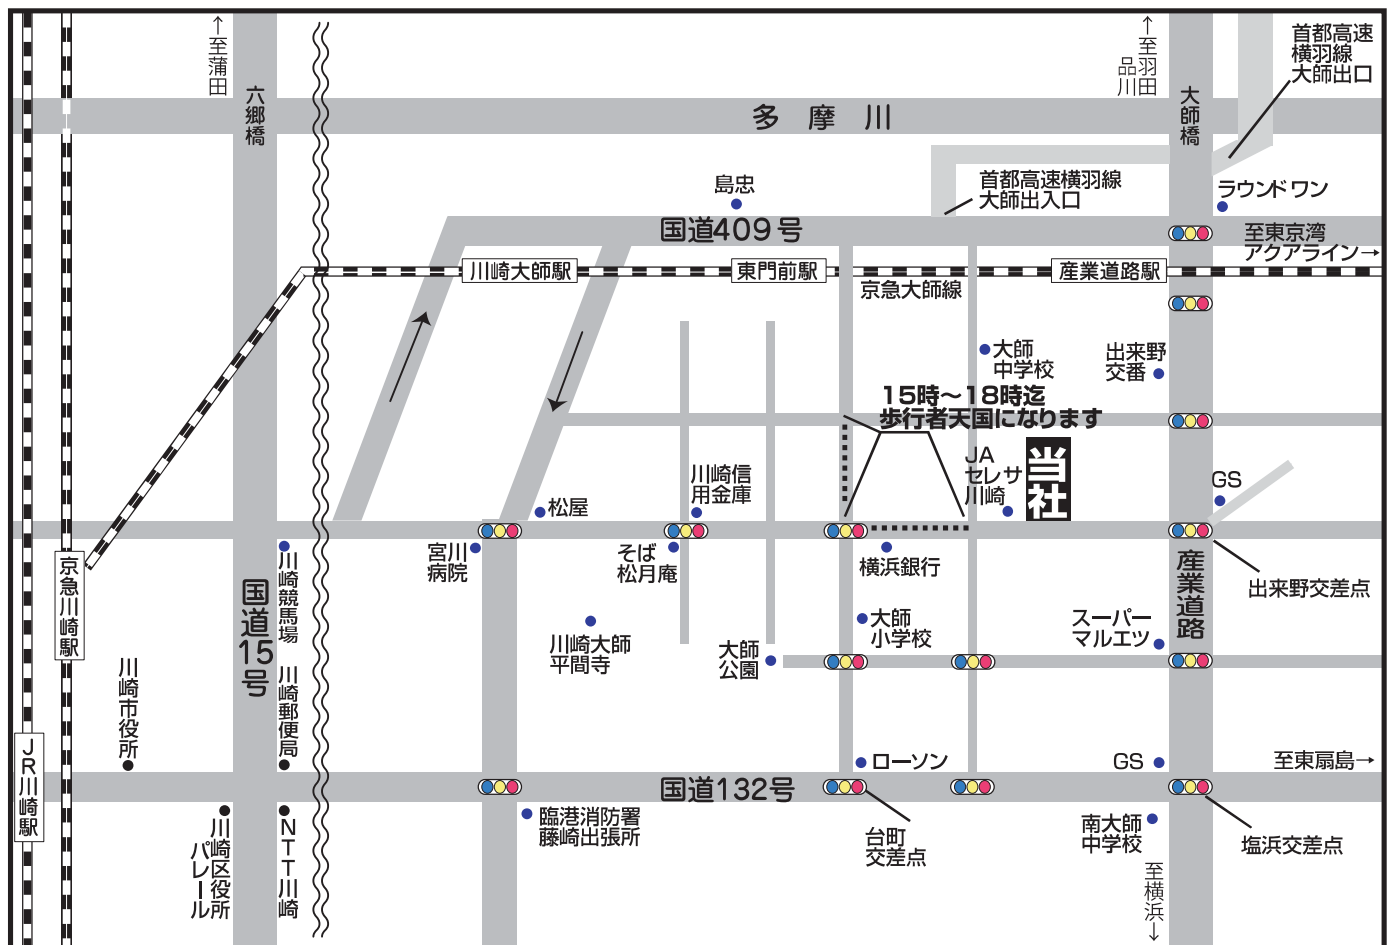 ↑至蒲田
六郷橋
多摩川
↑至羽田
品川
大師橋
首都高速
横羽線
大師出口
首都高速横羽線
大師出入口
島忠
ラウンドワン
国道409号
至東京湾
アクアライン→
川崎大師駅
東門前駅
京急大師線
産業道路駅
大師
中学校
出来野
交番
15時～18時迄
歩行者天国になります
JA
セレサ
川崎
当社
GS
川崎信
用金庫
松屋
宮川
病院
そば
松月庵
横浜銀行
出来野交差点
産業道路
京急川崎駅
川崎競馬場
国道15号
川崎大師
平間寺
大師
公園
大師
小学校
スーパー
マルエツ
川崎市役所
川崎郵便局
JR川崎駅
国道132号
ローソン
GS
至東扇島→
臨港消防署
藤崎出張所
台町
交差点
南大師
中学校
塩浜交差点
川崎区役所
パレール
NTT川崎
至横浜↓